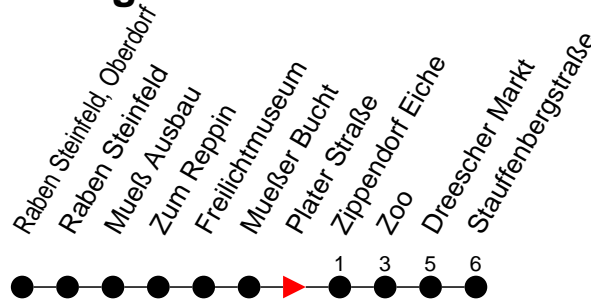 Raben Steinfeld, Oberdorf
Raben Steinfeld
Mueß Ausbau
Zum Reppin
Freilichtmuseum
Mueßer Bucht
Plater Straße
Zippendorf Eiche
Zoo
Dreescher Markt
Stauffenbergstraße
1 3 5 6